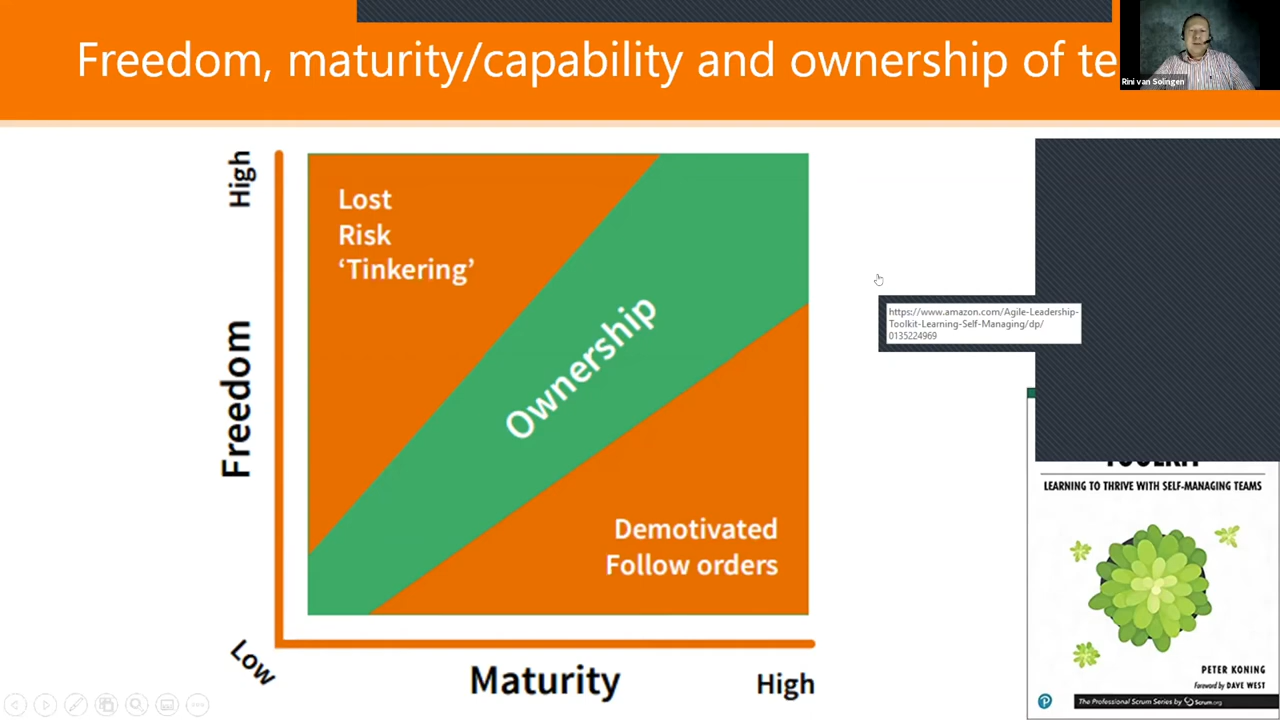 Freedom, maturity/capability and ownership of te
Rini van Solingen
High
Freedom
Low
Lost
Risk
‘Tinkering’
Ownership
Demotivated
Follow orders
Maturity
High
https://www.amazon.com/Agile-Leadership-
Toolkit-Learning-Self-Managing/dp/
0135224969
TOOLKIT
LEARNING TO THRIVE WITH SELF-MANAGING TEAMS
PETER KONING
Foreword by DAVE WEST
The Professional Scrum Series by Scrum.org